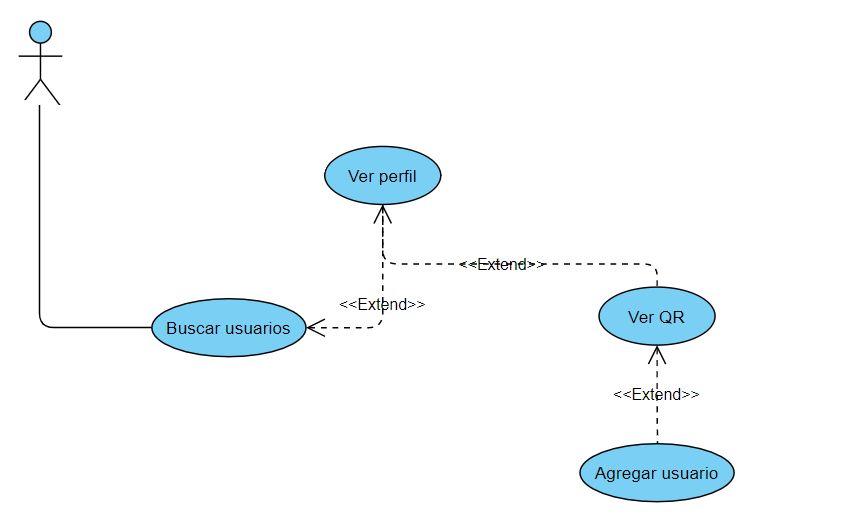 Ver perfil
<<Extend>>
<<Extend>>
Ver QR
Buscar usuarios
<<Extend>>
Agregar usuario